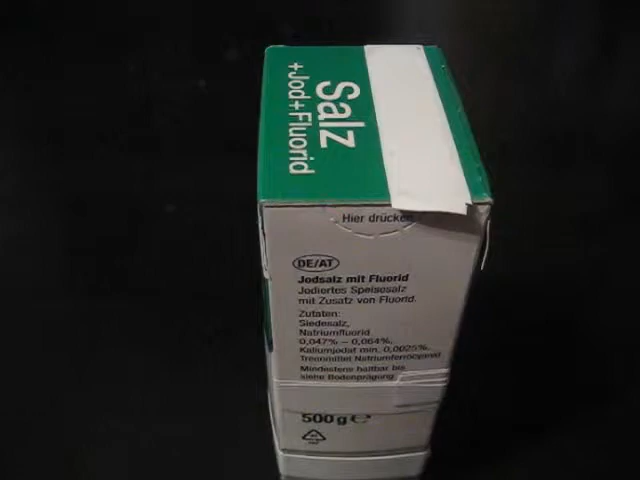 Salz
+Jod+Fluorid
Hier drücken
DE/AT
Jodsalz mit Fluorid
Jodiertes Speisesalz
mit Zusatz von Fluorid.
Zutaten:
Siedesalz,
Natriumfluorid
0,047% – 0,064%,
Kaliumjodat min. 0,0025%,
Trennmittel Natriumferrocyanid
Mindestens haltbar bis
siehe Bodenprägung.
500 g ℮